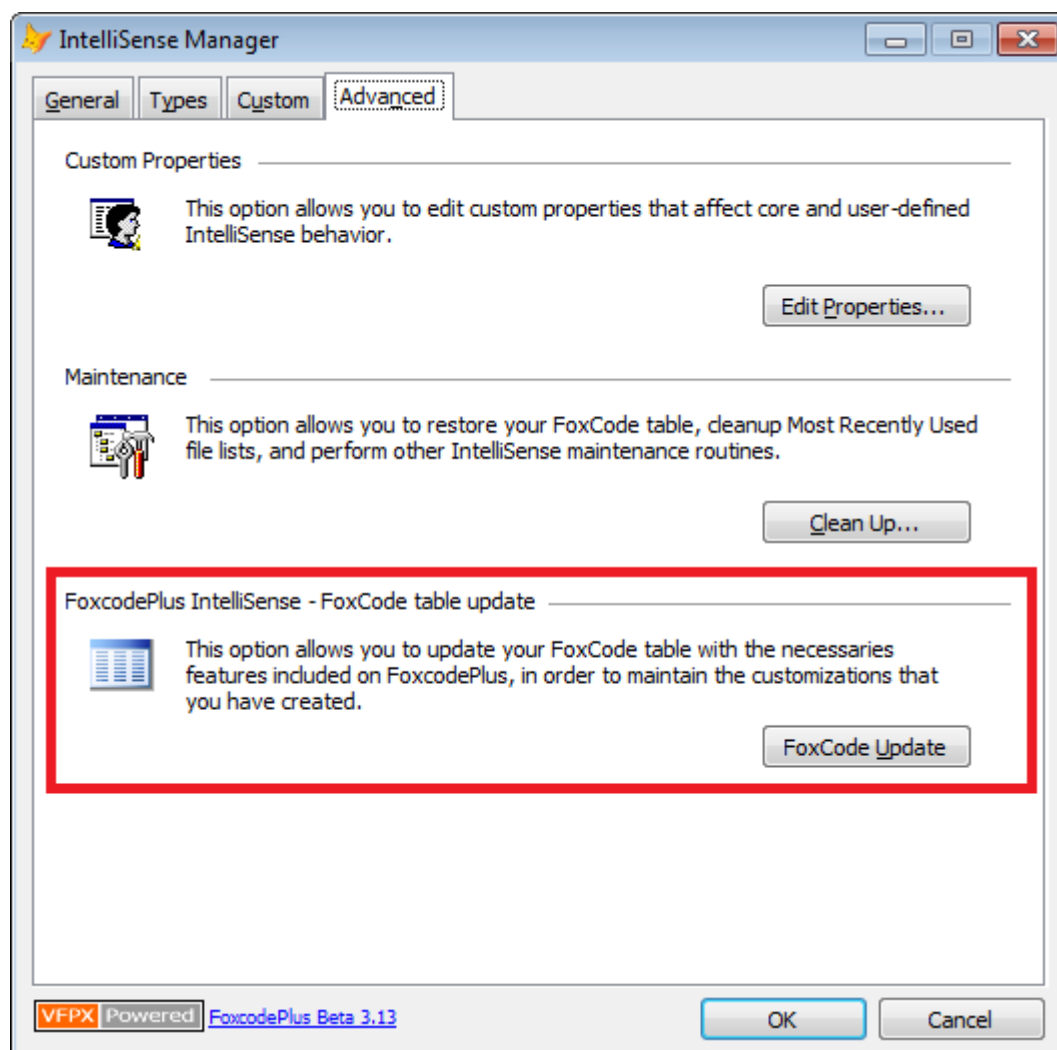 IntelliSense Manager
General Types Custom Advanced
Custom Properties
This option allows you to edit custom properties that affect core and user-defined
IntelliSense behavior.
Edit Properties...
Maintenance
This option allows you to restore your FoxCode table, cleanup Most Recently Used
file lists, and perform other IntelliSense maintenance routines.
Clean Up...
FoxcodePlus IntelliSense - FoxCode table update
This option allows you to update your FoxCode table with the necessaries
features included on FoxcodePlus, in order to maintain the customizations that
you have created.
FoxCode Update
VFPX Powered FoxcodePlus Beta 3.13 OK Cancel